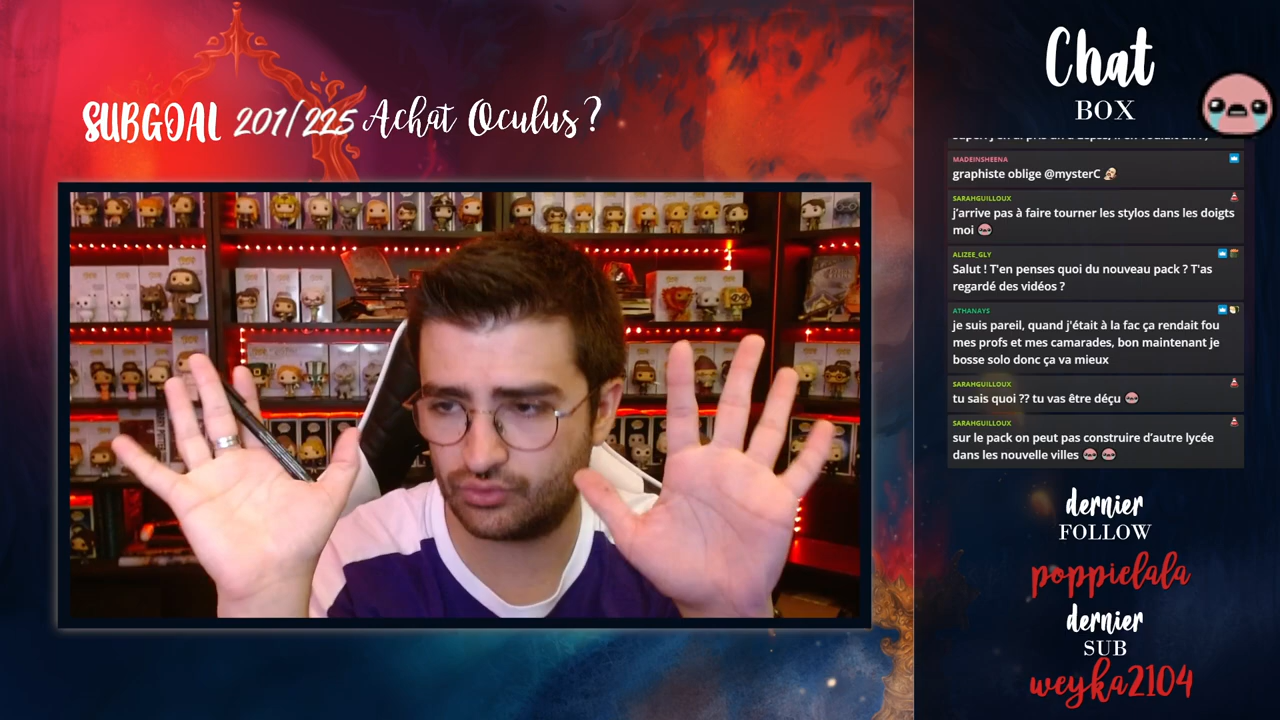 SUBGOAL 201/225 Achat Oculus ?
Chat
BOX
MADEINSHEENA
graphiste oblige @mysterC
SARAHGUILLOUX
j'arrive pas à faire tourner les stylos dans les doigts
moi
ALIZEE_GLY
Salut ! T'en penses quoi du nouveau pack ? T'as
regardé des vidéos ?
ATHANAYS
je suis pareil, quand j'était à la fac ça rendait fou
mes profs et mes camarades, bon maintenant je
bosse solo donc ça va mieux
SARAHGUILLOUX
tu sais quoi ?? tu vas être déçu
SARAHGUILLOUX
sur le pack on peut pas construire d'autre lycée
dans les nouvelle villes
dernier
FOLLOW
poppielala
dernier
SUB
weyka2104